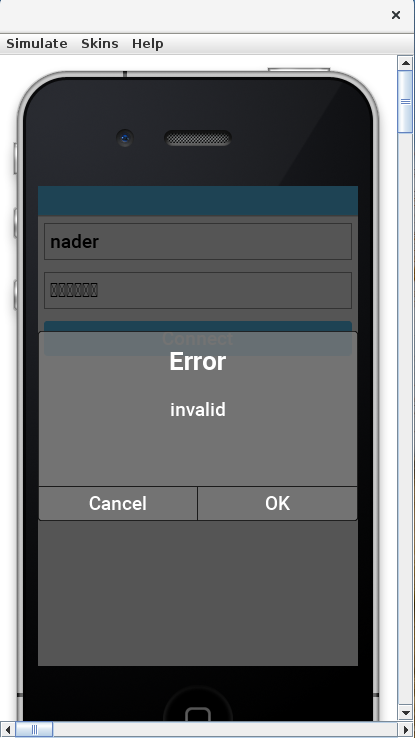 Simulate Skins Help
nader
Connect
Error
invalid
Cancel OK